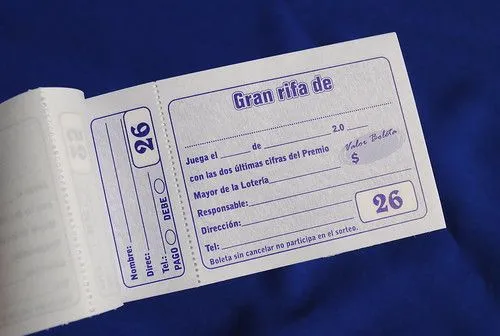 26
Nombre:
Direc:
Tel.:
PAGO DEBE
Gran rifa de
Juega el de 2.0
Valor Boleta
$
con las dos últimas cifras del Premio
Mayor de la Lotería
Responsable:
Dirección:
26
Tel:
Boleta sin cancelar no participa en el sorteo.